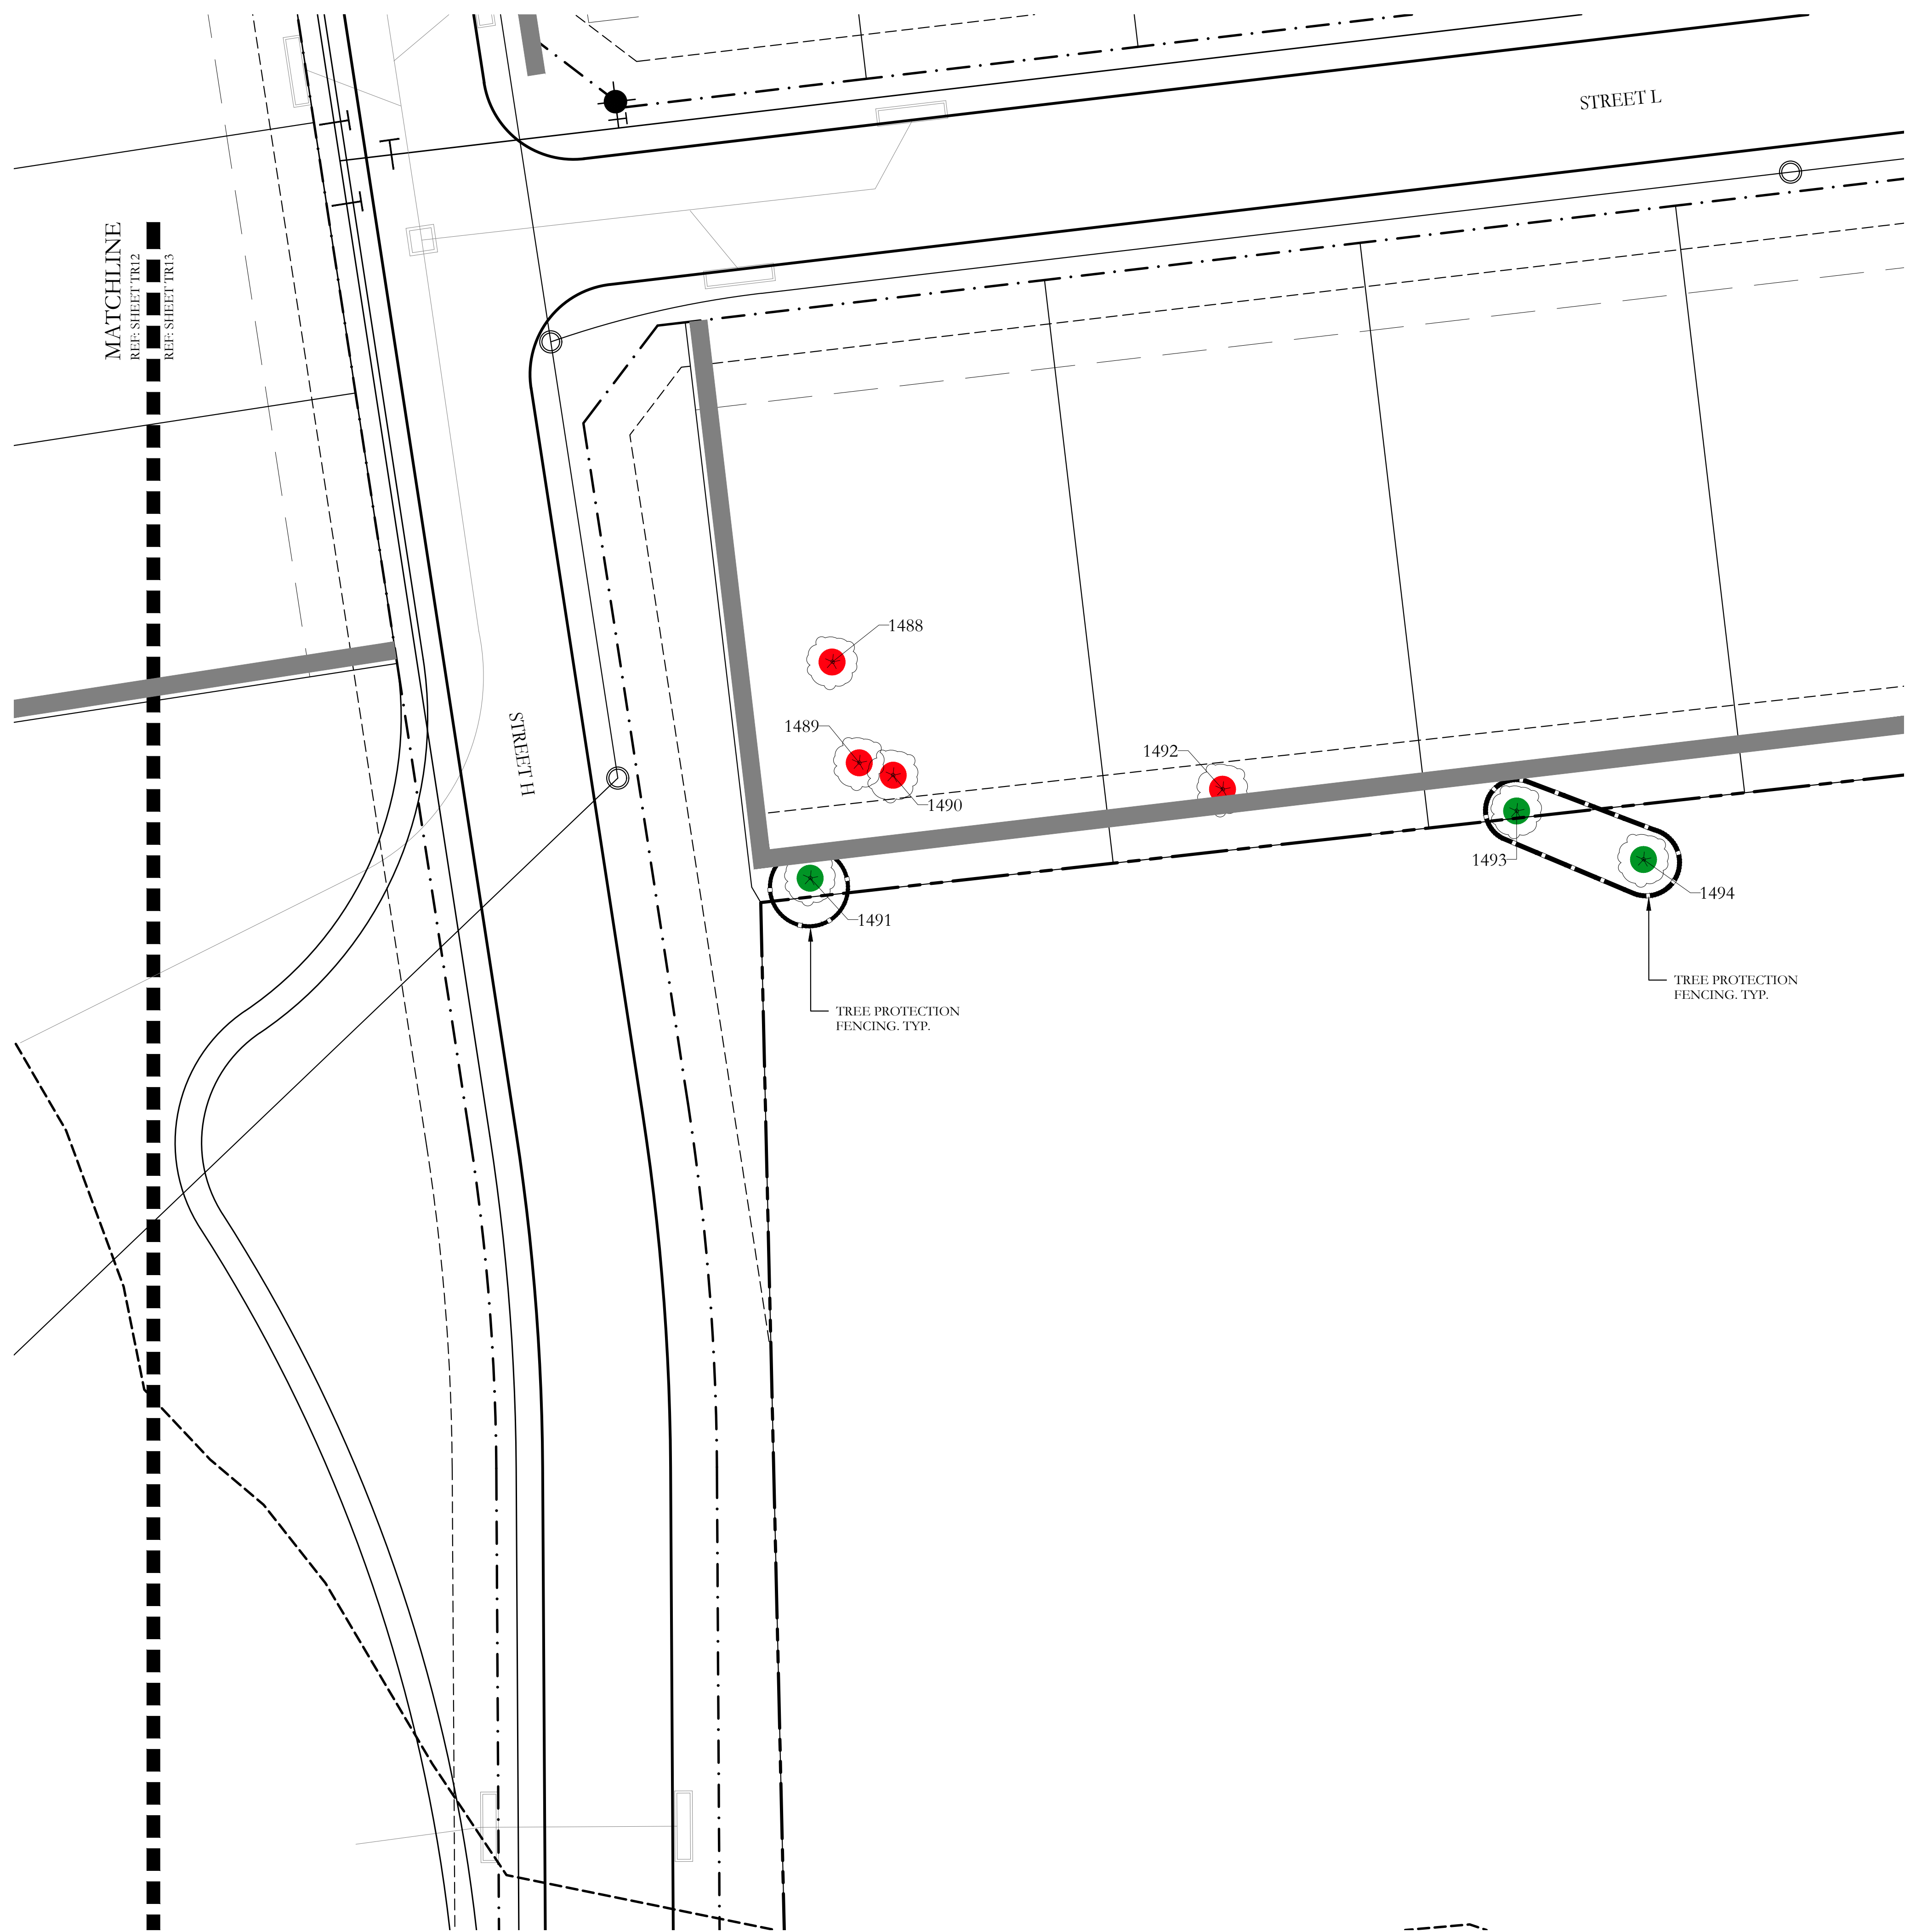 STREET L
MATCHLINE
REF: SHEET TR12
REF: SHEET TR13
1488
STREET H
1489
1490
1492
1493
1494
1491
TREE PROTECTION
FENCING. TYP.
TREE PROTECTION
FENCING. TYP.